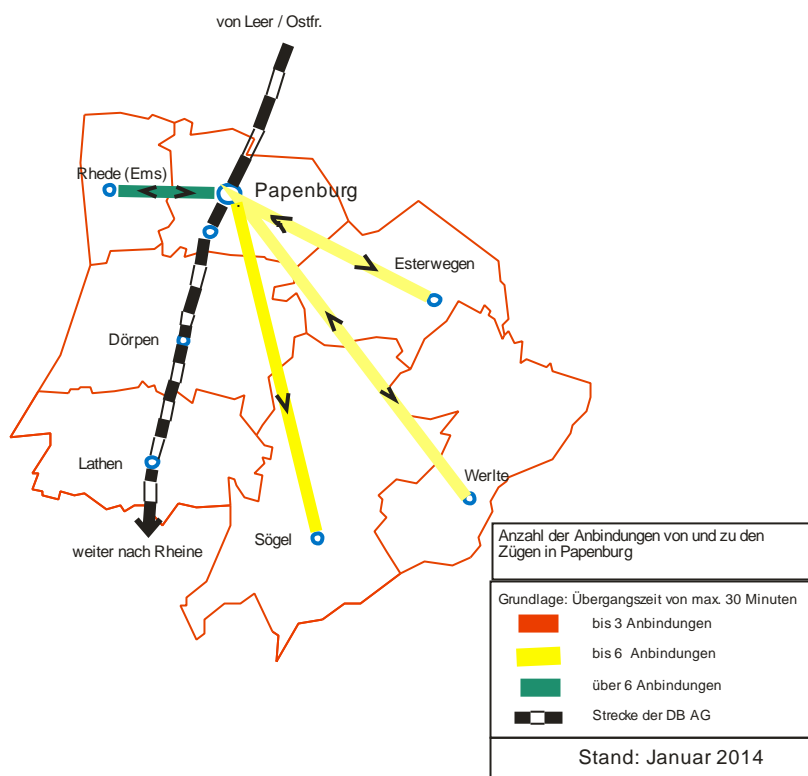 von Leer / Ostfr.
Rhede (Ems)
Papenburg
Esterwegen
Dörpen
Lathen
Werlte
weiter nach Rheine
Sögel
Anzahl der Anbindungen von und zu den
Zügen in Papenburg
Grundlage: Übergangszeit von max. 30 Minuten
bis 3 Anbindungen
bis 6 Anbindungen
über 6 Anbindungen
Strecke der DB AG
Stand: Januar 2014